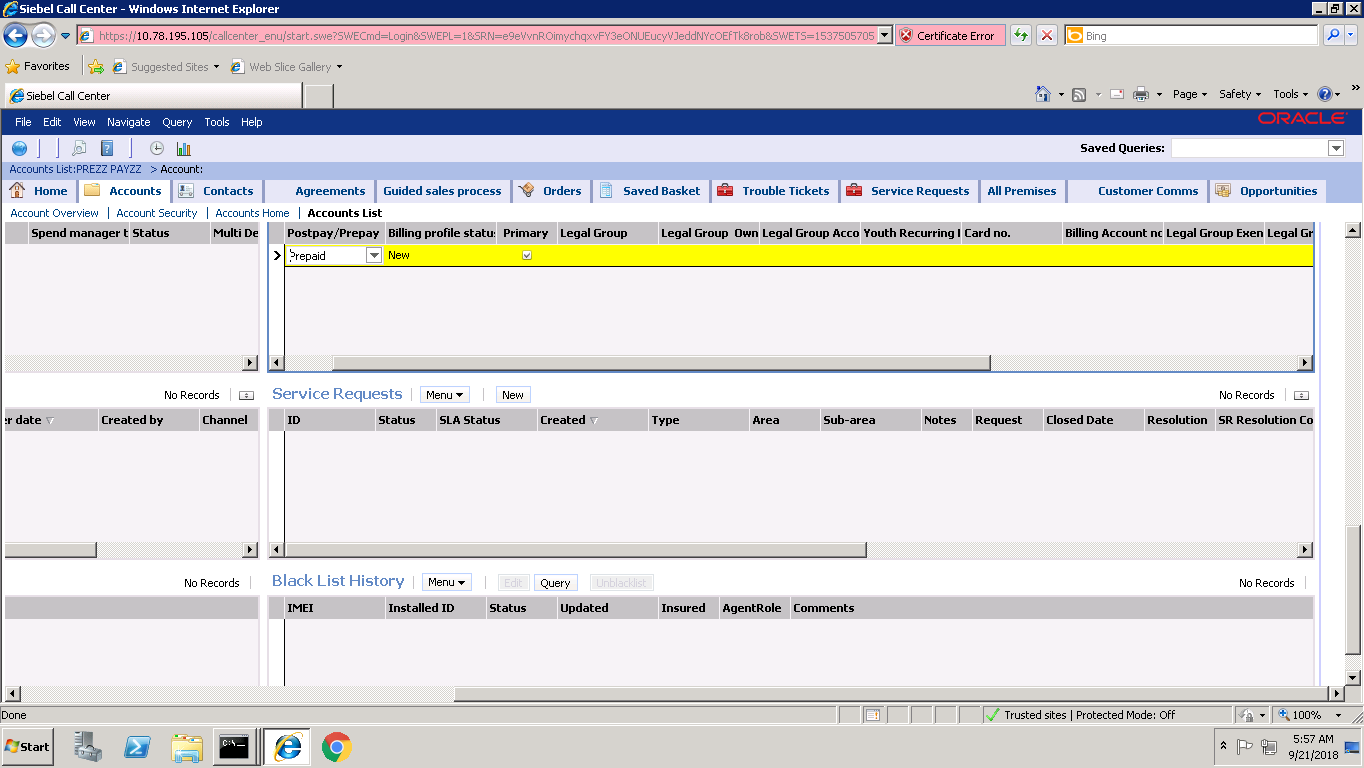 Siebel Call Center - Windows Internet Explorer
https://10.78.195.105/callcenter_enu/start.swe?SWECmd=Login&SWEPL=1&SRN= Certificate Error Bing
Favorites Suggested Sites Web Slice Gallery
Siebel Call Center Page Safety Tools
File Edit View Navigate Query Tools Help ORACLE
Saved Queries:
Accounts List:PREZZ PAYZZ > Account:
Home Accounts Contacts Agreements Guided sales process Orders Saved Basket Trouble Tickets Service Requests All Premises Customer Comms Opportunities
Account Overview Account Security Accounts Home Accounts List
Spend manager t Status Multi De Postpay/Prepay Billing profile status Primary Legal Group Legal Group Own Legal Group Acco Youth Recurring Card no. Billing Account no Legal Group Exen Legal Gr
Prepaid New
No Records Service Requests Menu New No Records
er date Created by Channel ID Status SLA Status Created Type Area Sub-area Notes Request Closed Date Resolution SR Resolution Co
No Records Black List History Menu Edit Query Unblacklist No Records
IMEI Installed ID Status Updated Insured AgentRole Comments
Done Trusted sites | Protected Mode: Off 100%
Start C:\ 5:57 AM
9/21/2018